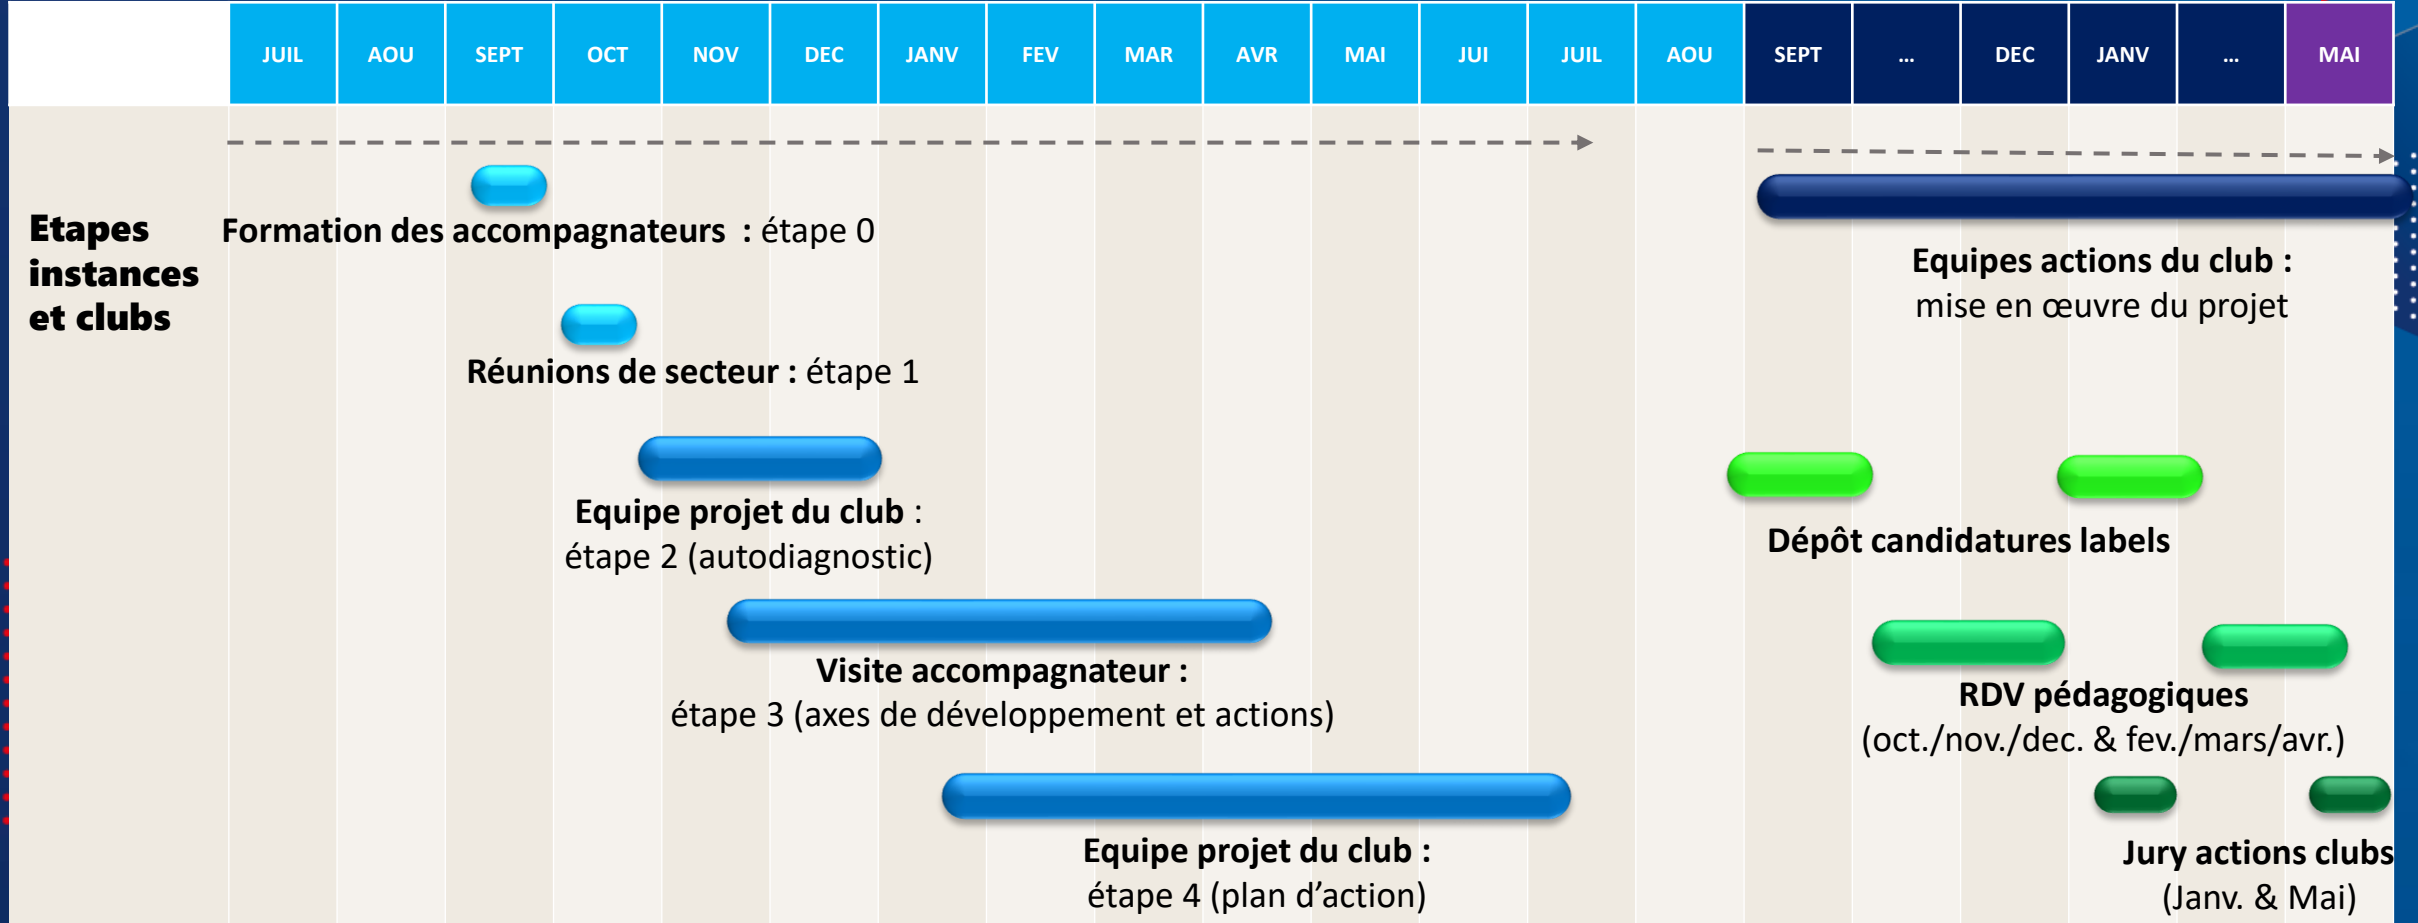 JUIL AOU SEPT OCT NOV DEC JANV FEV MAR AVR MAI JUI JUIL AOU SEPT ... DEC JANV ... MAI
Etapes
instances
et clubs
Formation des accompagnateurs : étape 0
Réunions de secteur : étape 1
Equipe projet du club :
étape 2 (autodiagnostic)
Visite accompagnateur :
étape 3 (axes de développement et actions)
Equipe projet du club :
étape 4 (plan d’action)
Equipes actions du club :
mise en œuvre du projet
Dépôt candidatures labels
RDV pédagogiques
(oct./nov./dec. & fev./mars/avr.)
Jury actions clubs
(Janv. & Mai)